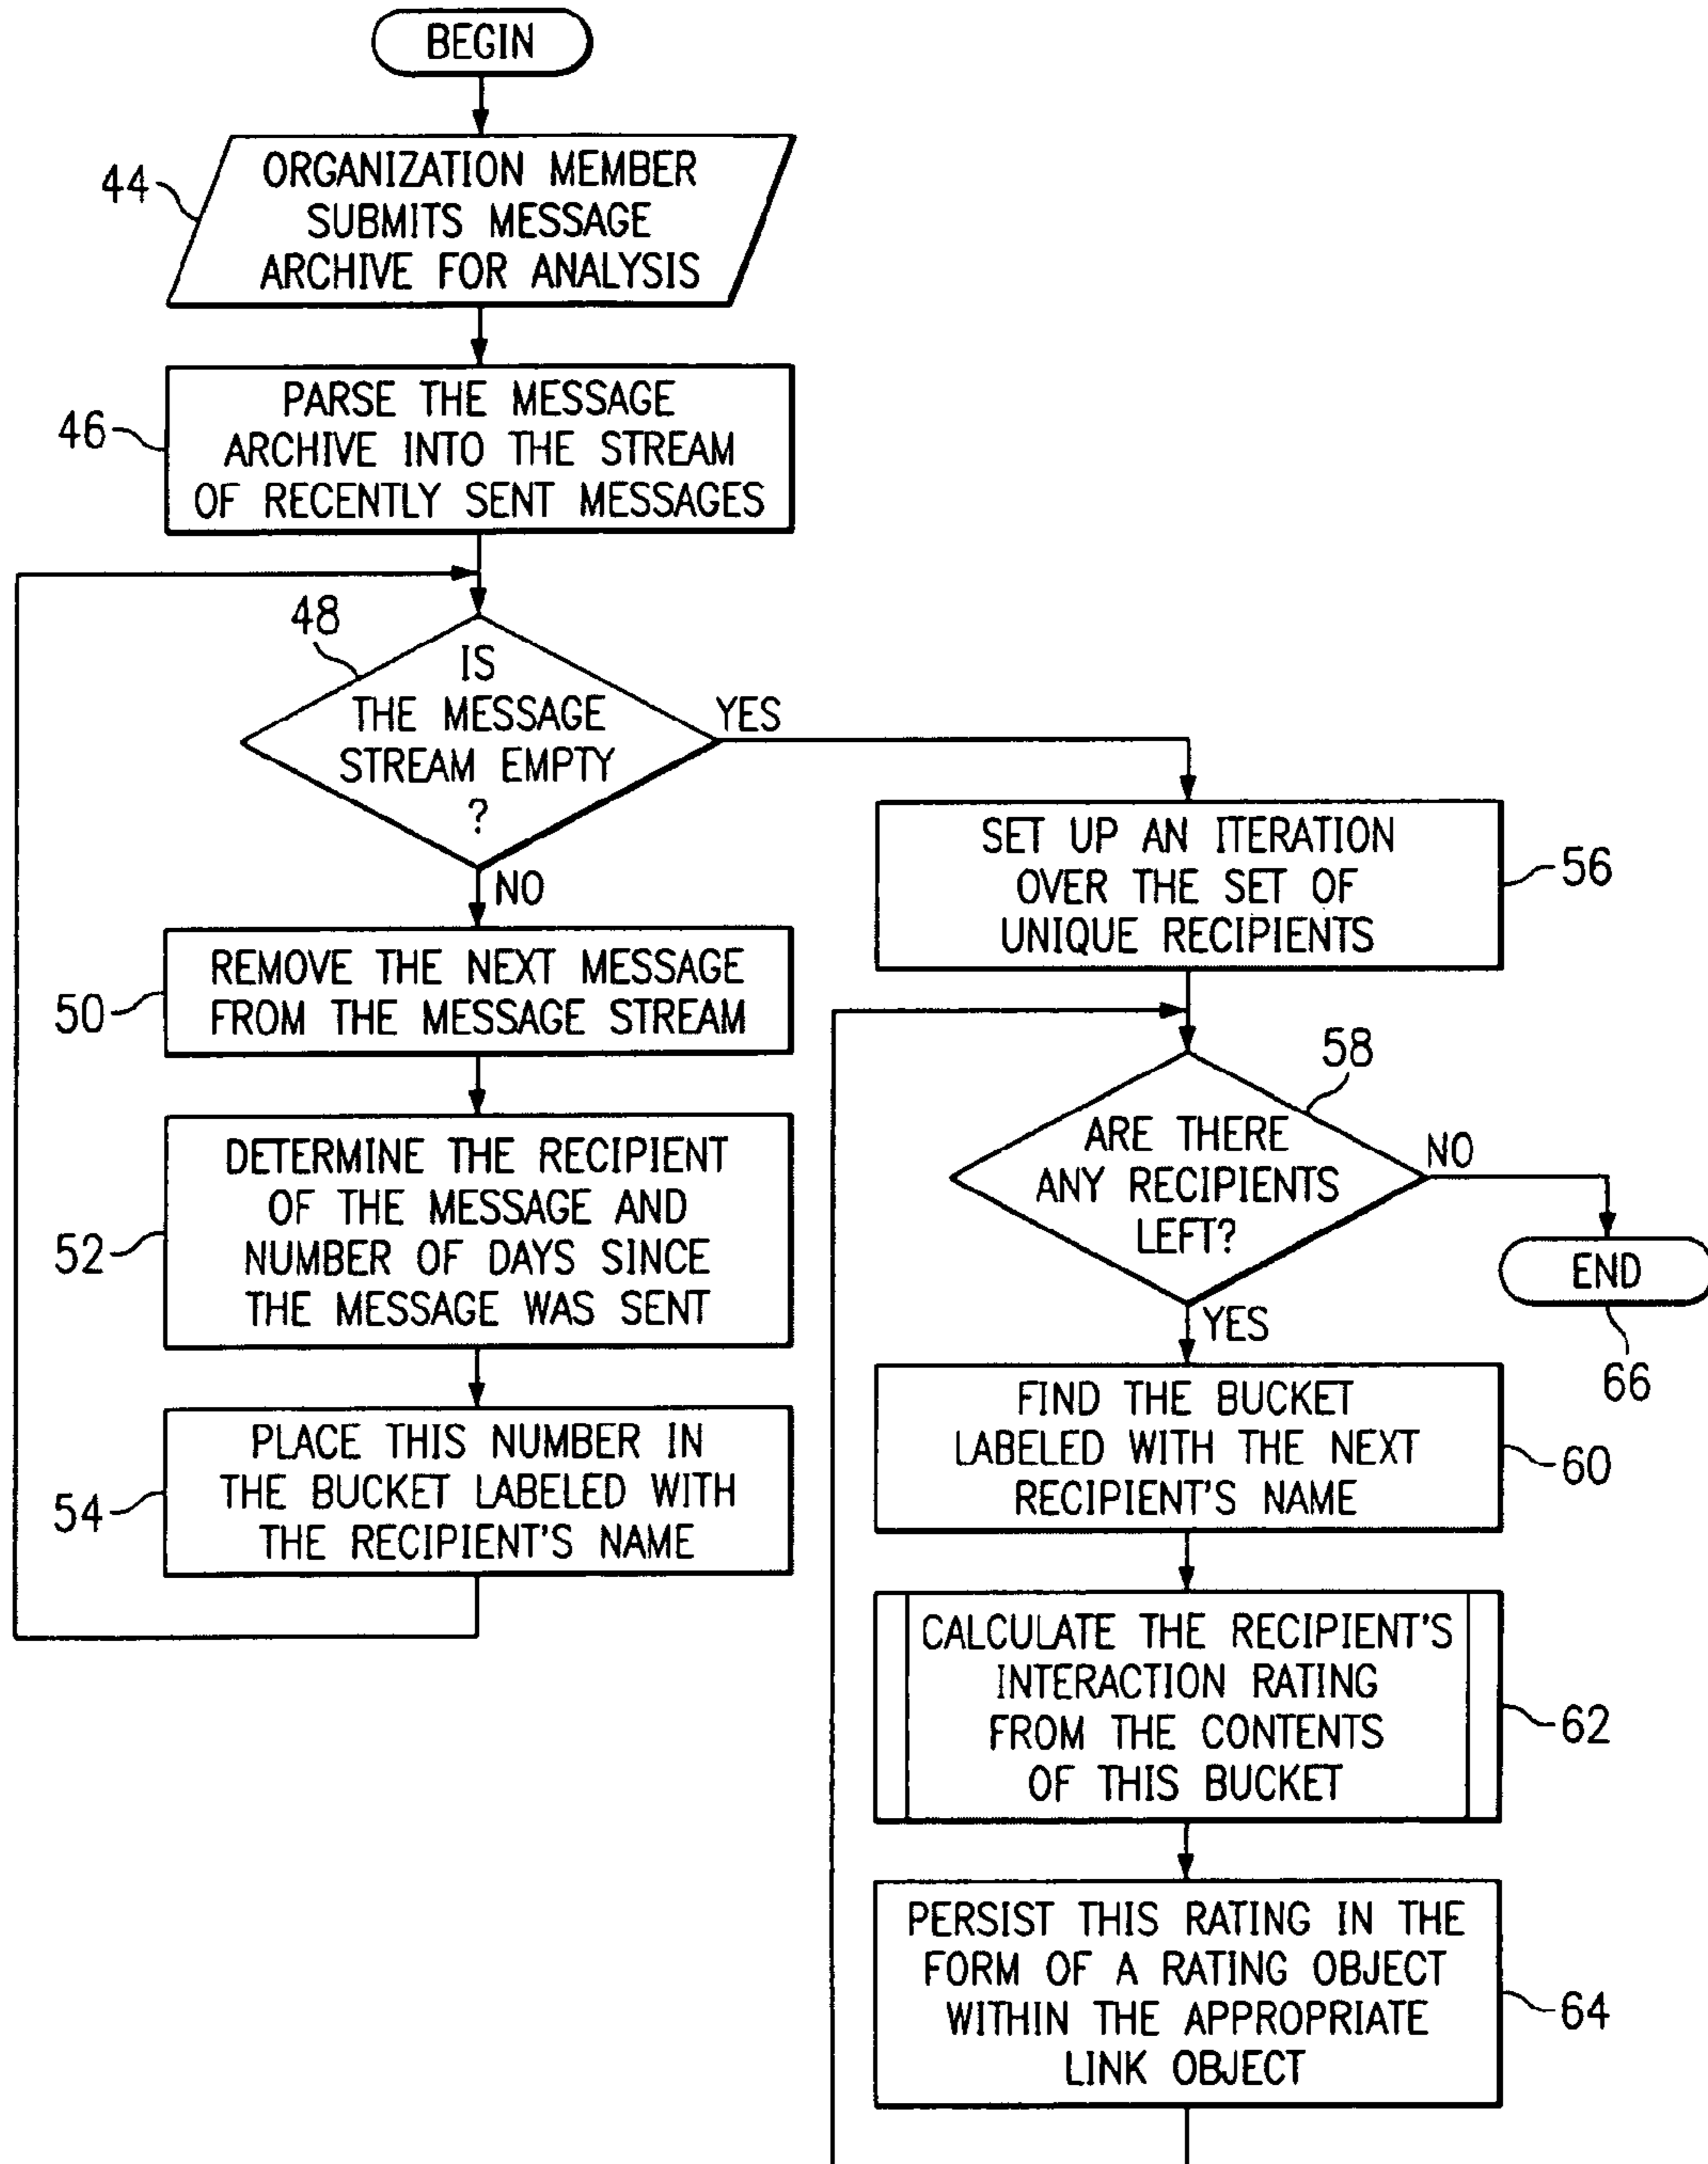 BEGIN
44
ORGANIZATION MEMBER
SUBMITS MESSAGE
ARCHIVE FOR ANALYSIS
46
PARSE THE MESSAGE
ARCHIVE INTO THE STREAM
OF RECENTLY SENT MESSAGES
48
IS
THE MESSAGE
STREAM EMPTY
?
YES
NO
50
REMOVE THE NEXT MESSAGE
FROM THE MESSAGE STREAM
52
DETERMINE THE RECIPIENT
OF THE MESSAGE AND
NUMBER OF DAYS SINCE
THE MESSAGE WAS SENT
54
PLACE THIS NUMBER IN
THE BUCKET LABELED WITH
THE RECIPIENT'S NAME
SET UP AN ITERATION
OVER THE SET OF
UNIQUE RECIPIENTS
56
58
ARE THERE
ANY RECIPIENTS
LEFT?
NO
END
66
YES
FIND THE BUCKET
LABELED WITH THE NEXT
RECIPIENT'S NAME
60
CALCULATE THE RECIPIENT'S
INTERACTION RATING
FROM THE CONTENTS
OF THIS BUCKET
62
PERSIST THIS RATING IN THE
FORM OF A RATING OBJECT
WITHIN THE APPROPRIATE
LINK OBJECT
64